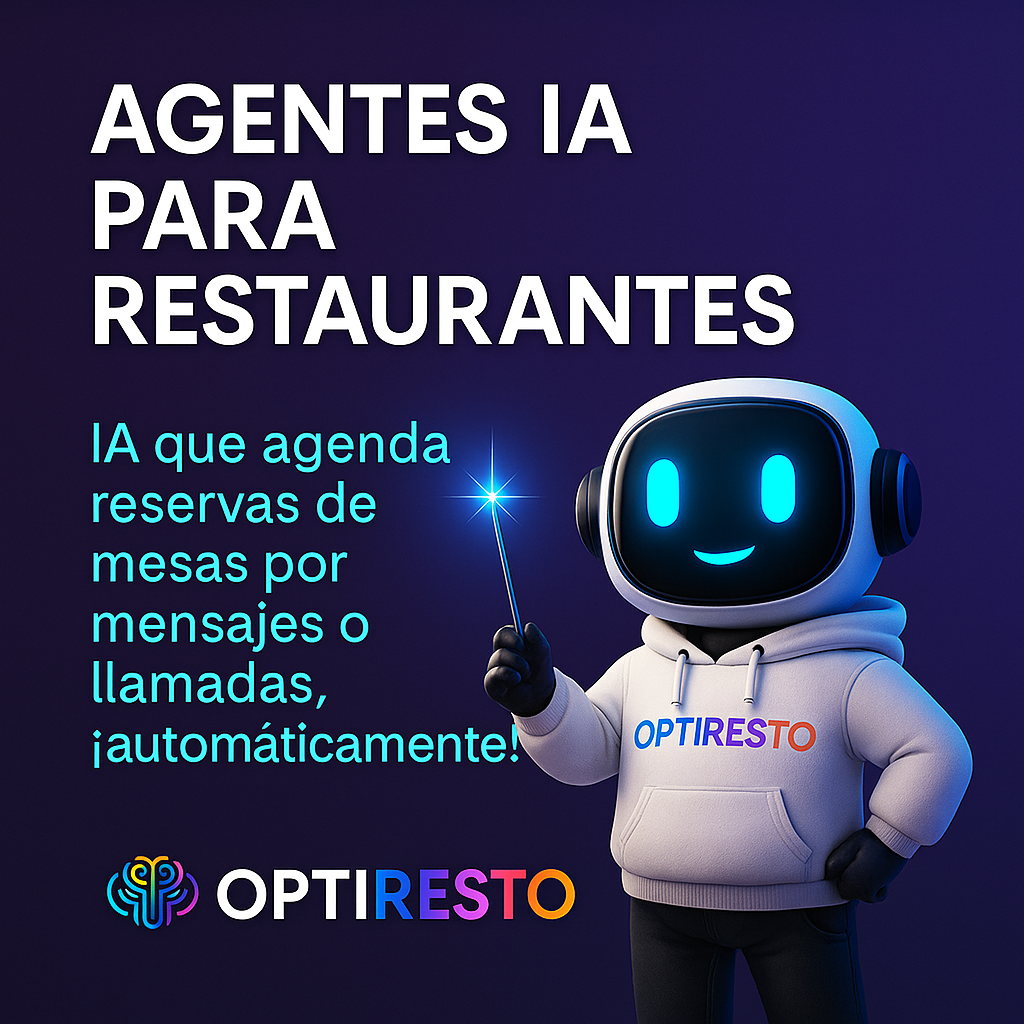 AGENTES IA
PARA
RESTAURANTES
IA que agenda
reservas de
mesas por
mensajes o
llamadas,
¡automáticamente!
OPTIRESTO
OPTIRESTO